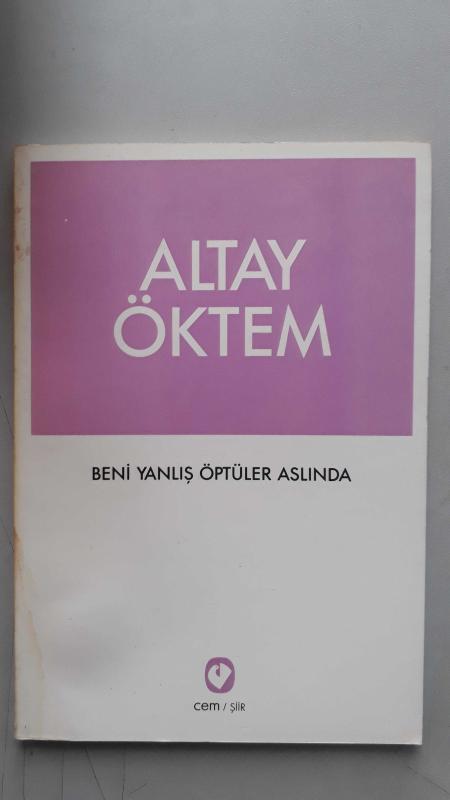 ALTAY
ÖKTEM
BENİ YANLIŞ ÖPTÜLER ASLINDA
cem / ŞİİR